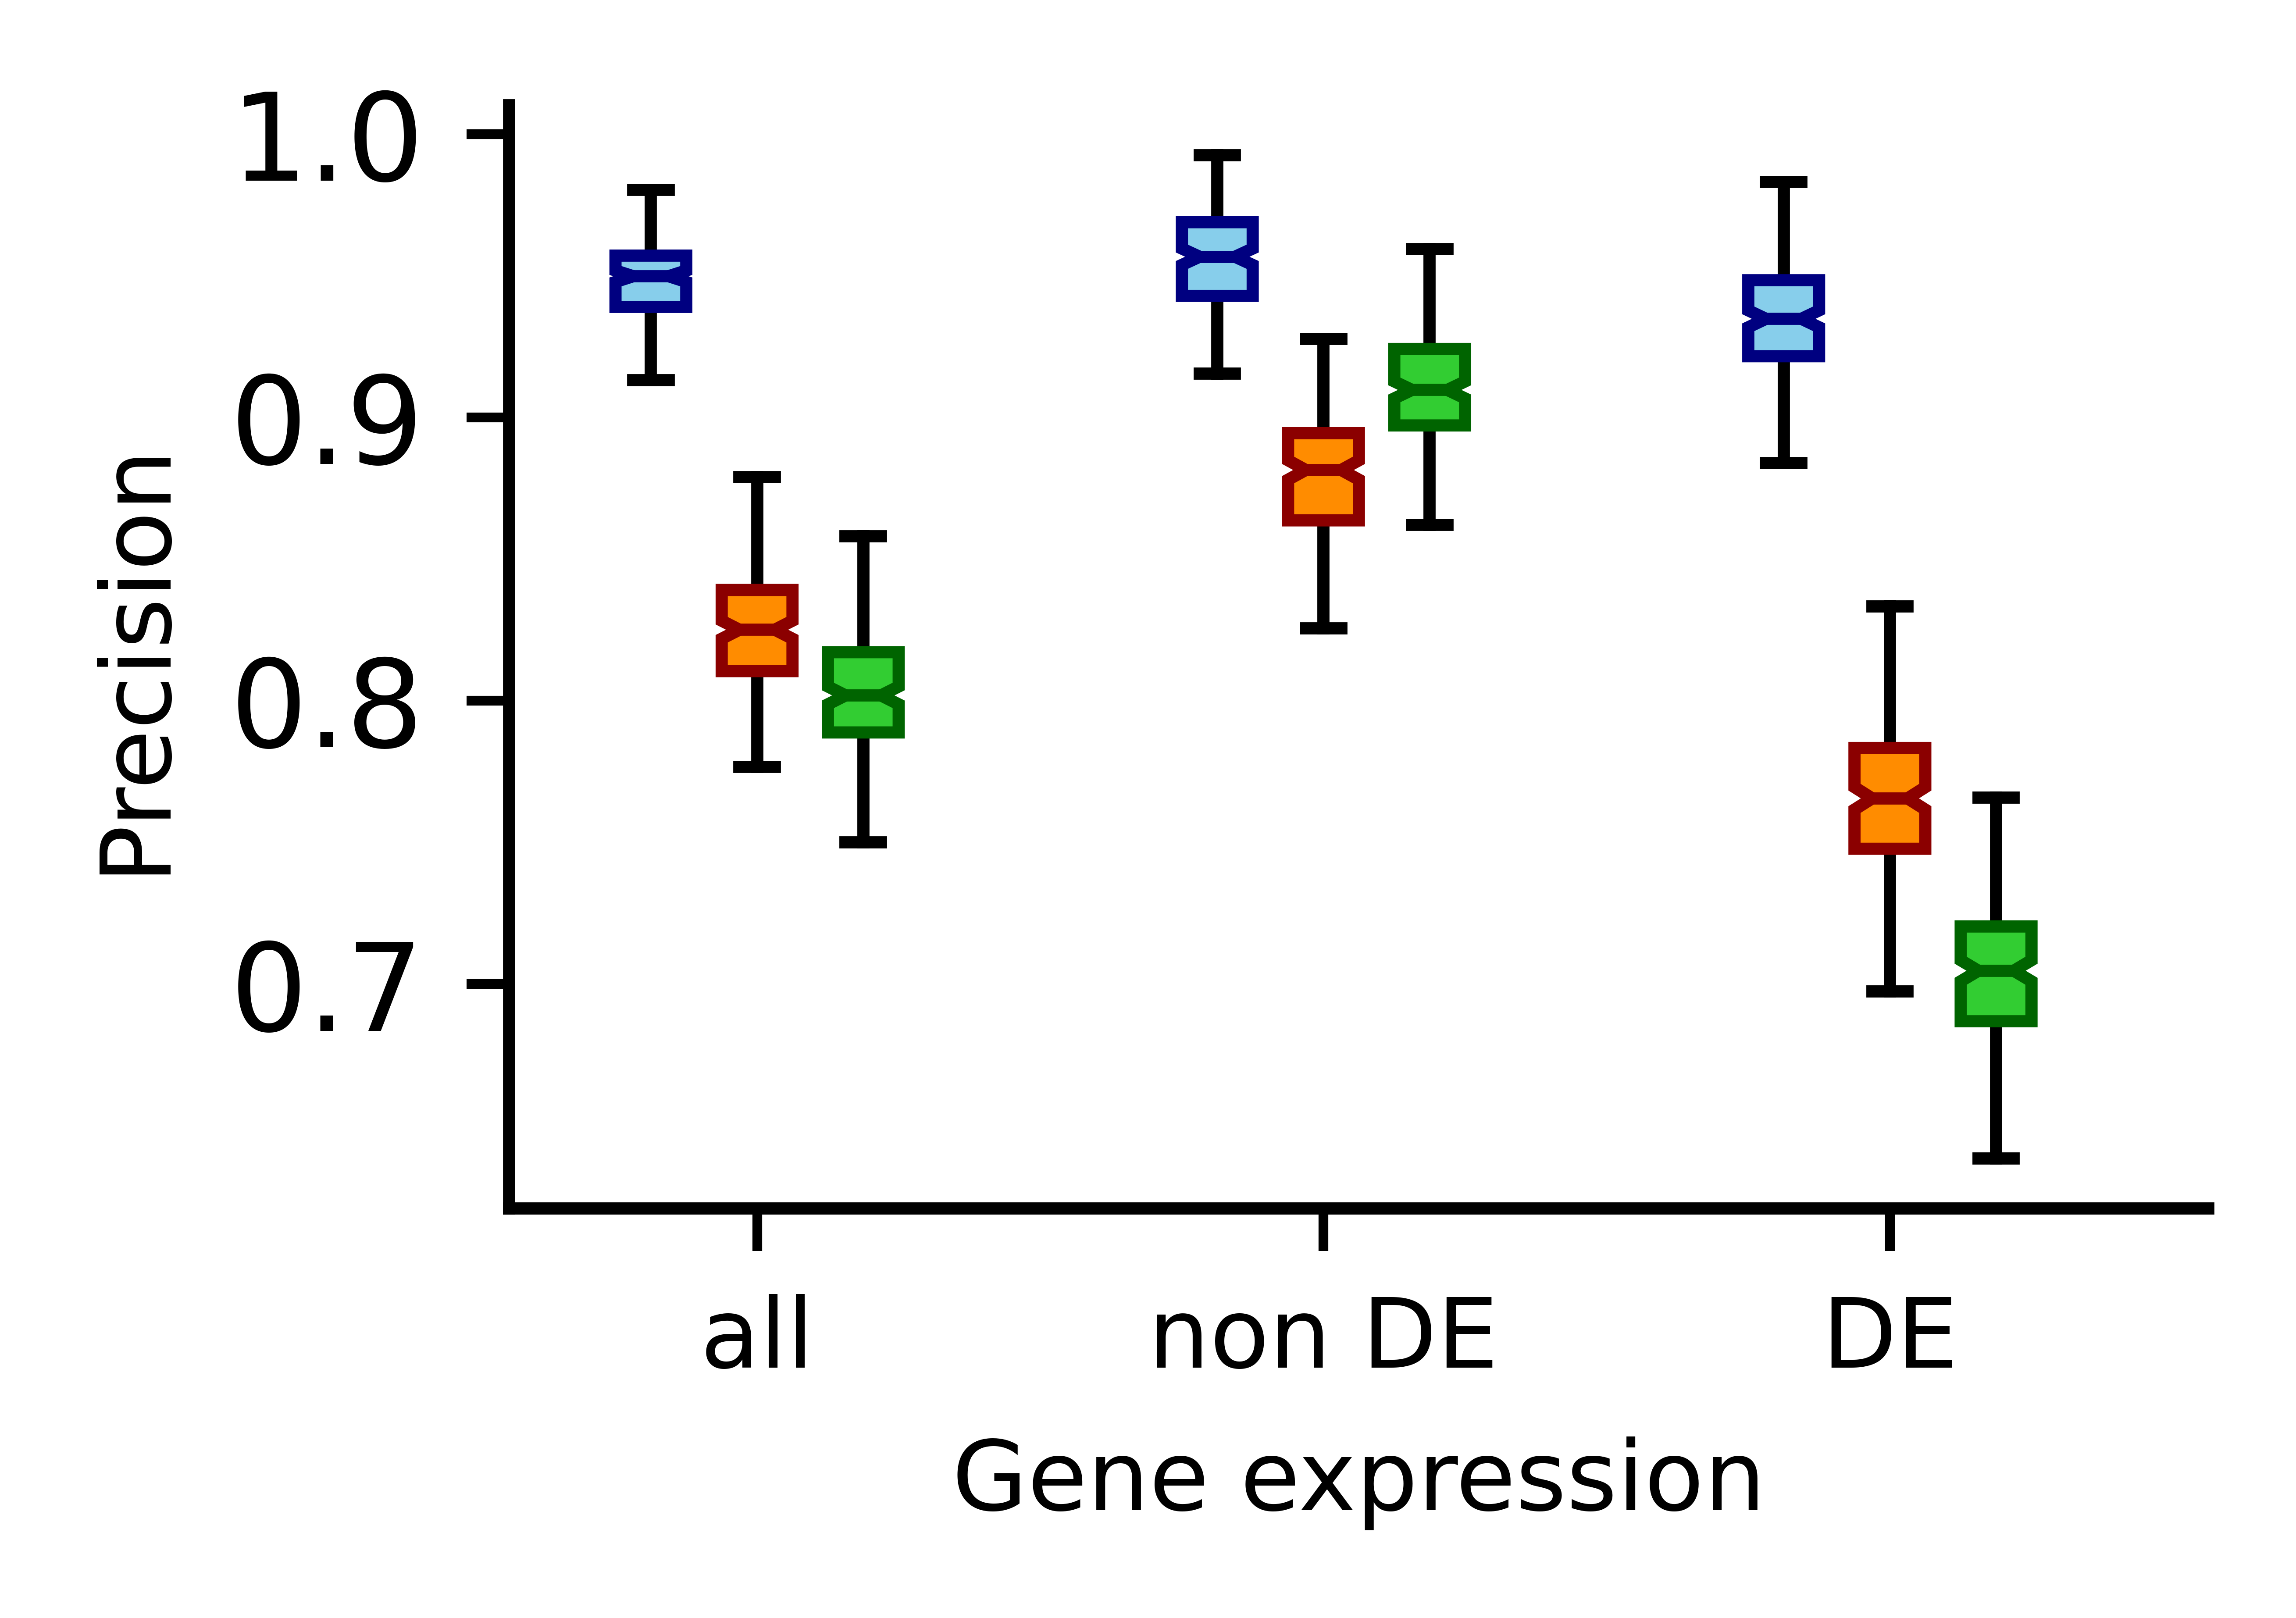 1.0
0.9
0.8
0.7
Precision
all
non DE
DE
Gene expression